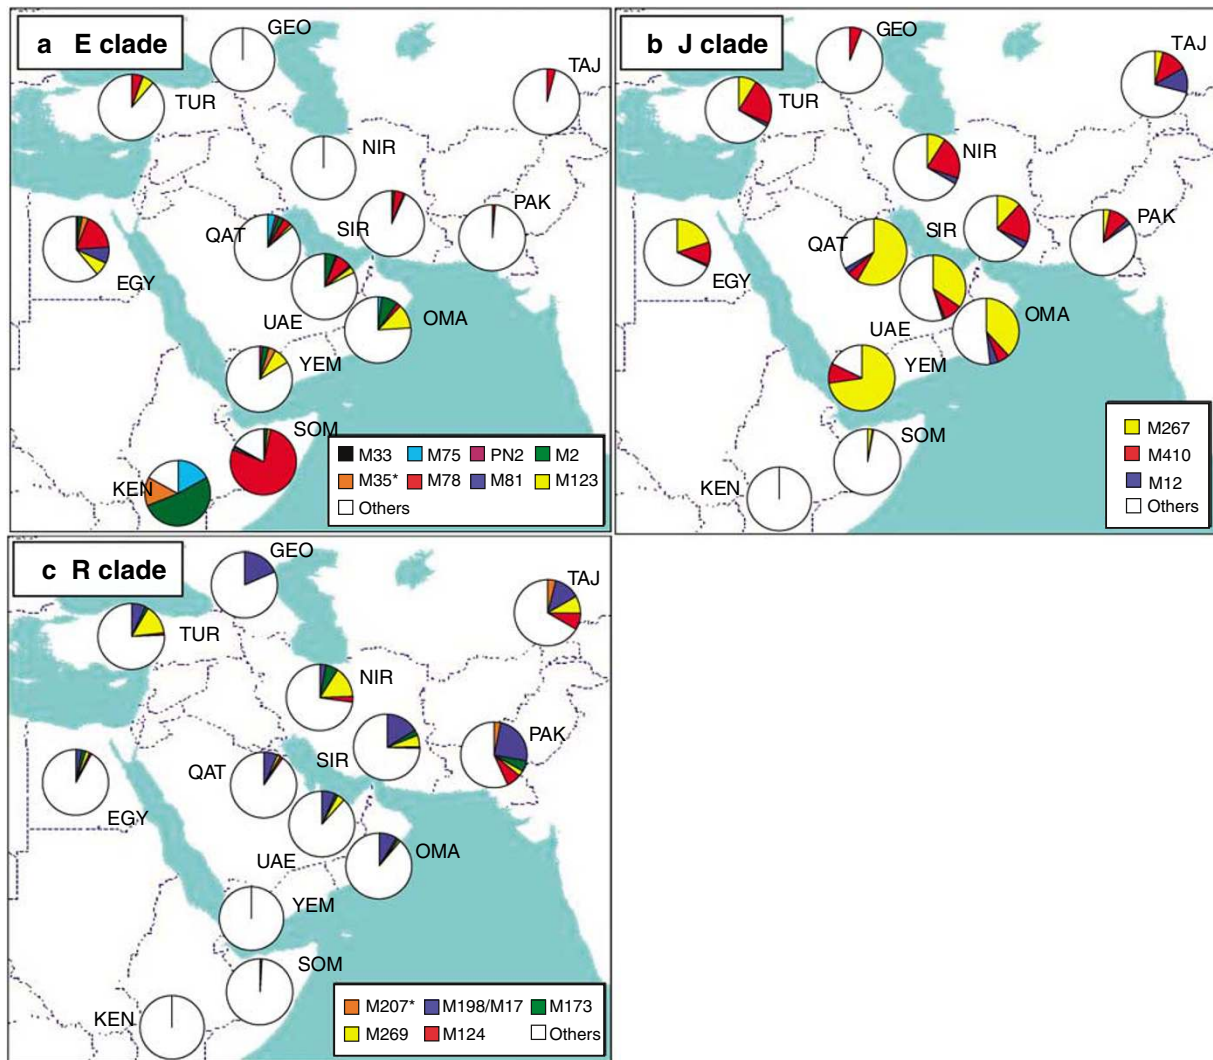 a E clade
GEO
TAJ
TUR
NIR
PAK
SIR
QAT
EGY
UAE
OMA
YEM
SOM
KEN
M33 M75 PN2 M2
M35* M78 M81 M123
Others
b J clade
GEO
TAJ
TUR
NIR
PAK
SIR
QAT
EGY
UAE
OMA
YEM
SOM
KEN
M267
M410
M12
Others
c R clade
GEO
TAJ
TUR
NIR
PAK
SIR
QAT
EGY
UAE
OMA
YEM
SOM
KEN
M207* M198/M17 M173
M269 M124 Others